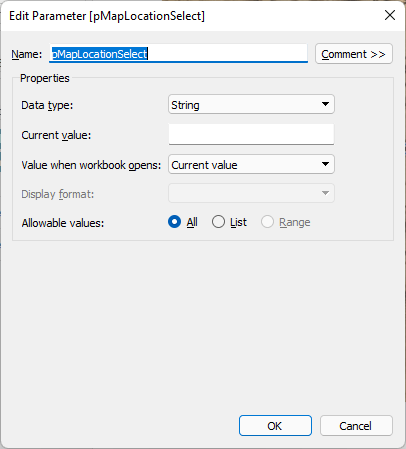 Edit Parameter [pMapLocationSelect]
Name: pMapLocationSelect Comment >>
Properties
Data type: String
Current value:
Value when workbook opens: Current value
Display format:
Allowable values: All List Range
OK Cancel